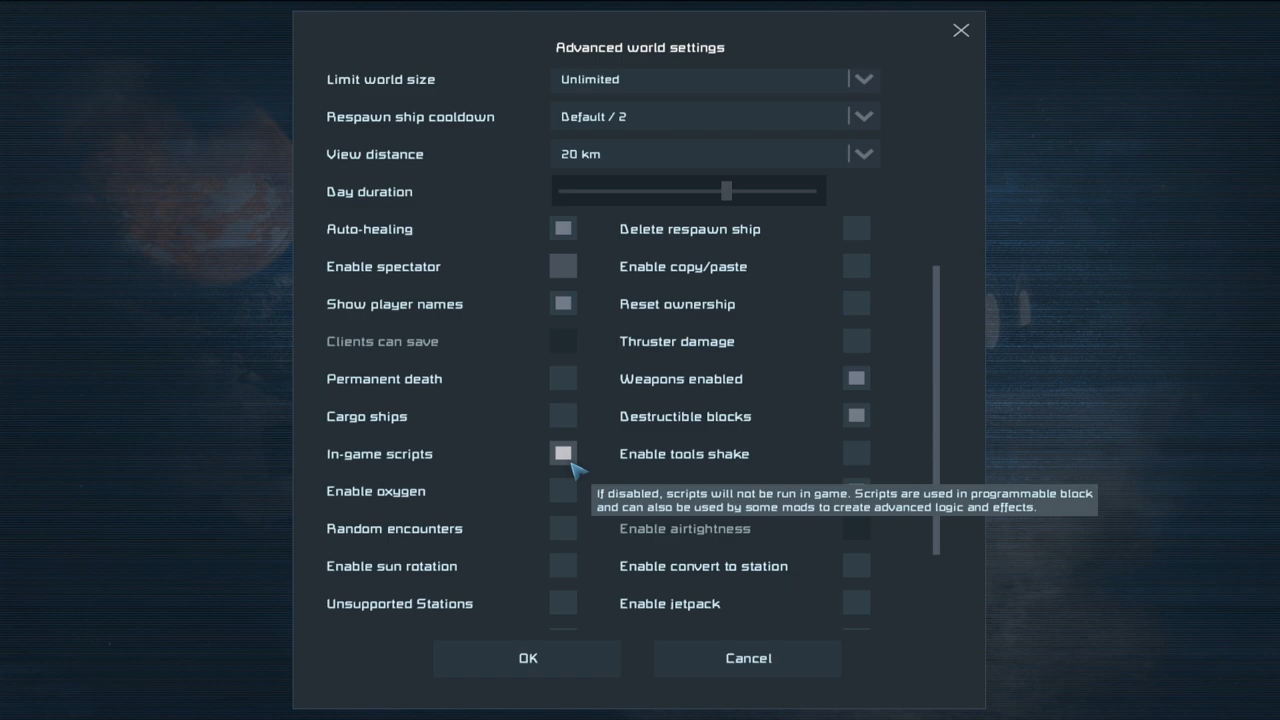 Advanced world settings
Limit world size Unlimited
Respawn ship cooldown Default / 2
View distance 20 km
Day duration
Auto-healing Delete respawn ship
Enable spectator Enable copy/paste
Show player names Reset ownership
Clients can save Thruster damage
Permanent death Weapons enabled
Cargo ships Destructible blocks
In-game scripts Enable tools shake
Enable oxygen
If disabled, scripts will not be run in game. Scripts are used in programmable block
and can also be used by some mods to create advanced logic and effects.
Random encounters Enable airtightness
Enable sun rotation Enable convert to station
Unsupported Stations Enable jetpack
OK Cancel